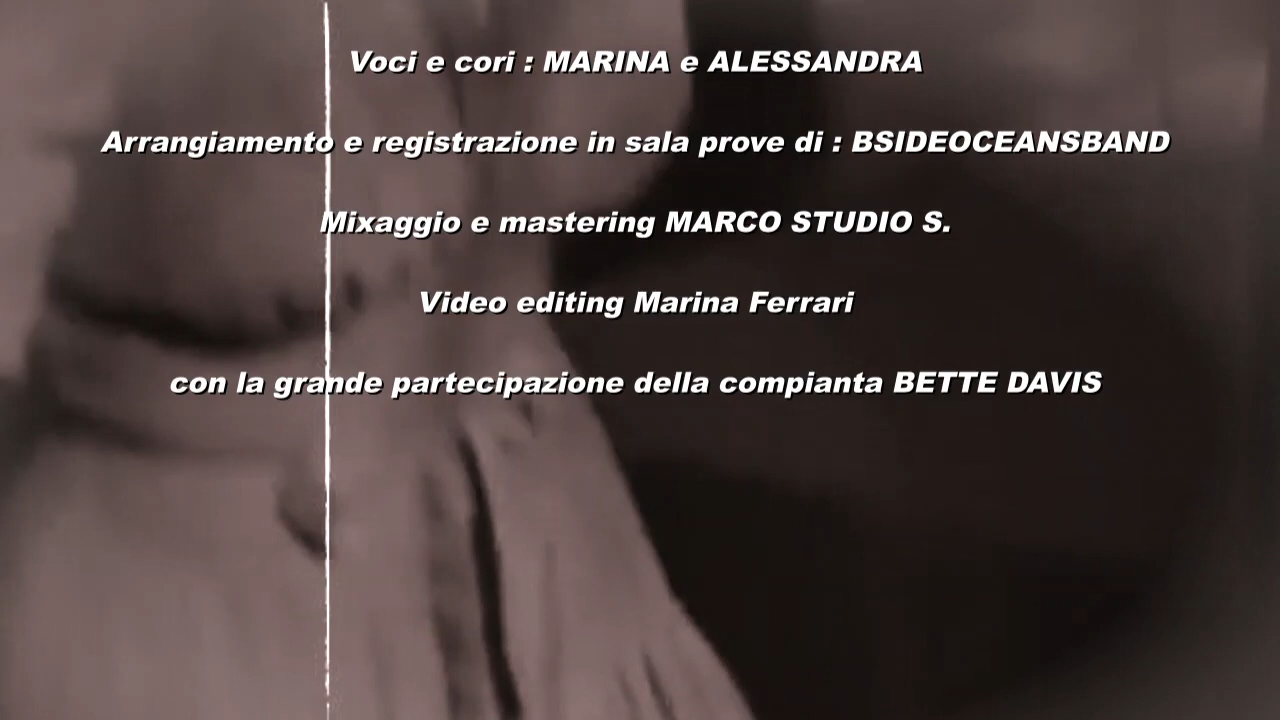 Voci e cori : MARINA e ALESSANDRA
Arrangiamento e registrazione in sala prove di : BSIDEOCEANSBAND
Mixaggio e mastering MARCO STUDIO S.
Video editing Marina Ferrari
con la grande partecipazione della compianta BETTE DAVIS